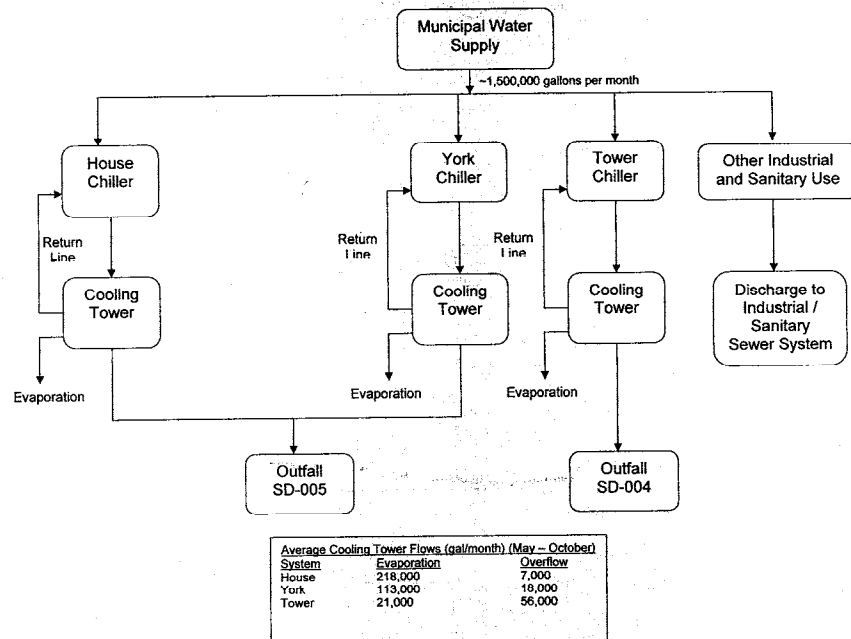 Municipal Water
Supply
~1,500,000 gallons per month
House
Chiller
York
Chiller
Tower
Chiller
Other Industrial
and Sanitary Use
Return
Line
Return
Line
Return
Line
Cooling
Tower
Cooling
Tower
Cooling
Tower
Discharge to
Industrial /
Sanitary
Sewer System
Evaporation
Evaporation
Evaporation
Outfall
SD-005
Outfall
SD-004
Average Cooling Tower Flows (gal/month) (May – October)
System Evaporation Overflow
House 218,000 7,000
York 113,000 18,000
Tower 21,000 56,000